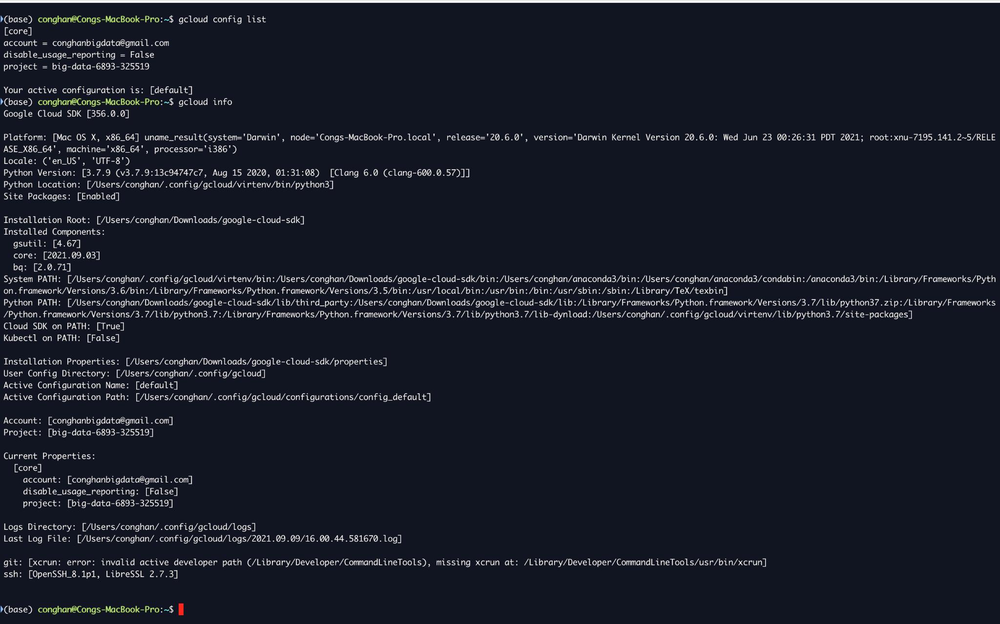 (base) conghan@Congs-MacBook-Pro:~$ gcloud config list
[core]
account = conghanbigdata@gmail.com
disable_usage_reporting = False
project = big-data-6893-325519

Your active configuration is: [default]
(base) conghan@Congs-MacBook-Pro:~$ gcloud info
Google Cloud SDK [356.0.0]

Platform: [Mac OS X, x86_64] uname_result(system='Darwin', node='Congs-MacBook-Pro.local', release='20.6.0', version='Darwin Kernel Version 20.6.0: Wed Jun 23 00:26:31 PDT 2021; root:xnu-7195.141.2~5/RELE
ASE_X86_64', machine='x86_64', processor='i386')
Locale: ('en_US', 'UTF-8')
Python Version: [3.7.9 (v3.7.9:13c94747c7, Aug 15 2020, 01:31:08)  [Clang 6.0 (clang-600.0.57)]]
Python Location: [/Users/conghan/.config/gcloud/virtenv/bin/python3]
Site Packages: [Enabled]

Installation Root: [/Users/conghan/Downloads/google-cloud-sdk]
Installed Components:
  gsutil: [4.67]
  core: [2021.09.03]
  bq: [2.0.71]
System PATH: [/Users/conghan/.config/gcloud/virtenv/bin:/Users/conghan/Downloads/google-cloud-sdk/bin:/Users/conghan/anaconda3/bin:/Users/conghan/anaconda3/condabin:/anaconda3/bin:/Library/Frameworks/Pyth
on.framework/Versions/3.6/bin:/Library/Frameworks/Python.framework/Versions/3.5/bin:/usr/local/bin:/usr/bin:/bin:/usr/sbin:/sbin:/Library/TeX/texbin]
Python PATH: [/Users/conghan/Downloads/google-cloud-sdk/lib/third_party:/Users/conghan/Downloads/google-cloud-sdk/lib:/Library/Frameworks/Python.framework/Versions/3.7/lib/python37.zip:/Library/Frameworks
/Python.framework/Versions/3.7/lib/python3.7:/Library/Frameworks/Python.framework/Versions/3.7/lib/python3.7/lib-dynload:/Users/conghan/.config/gcloud/virtenv/lib/python3.7/site-packages]
Cloud SDK on PATH: [True]
Kubectl on PATH: [False]

Installation Properties: [/Users/conghan/Downloads/google-cloud-sdk/properties]
User Config Directory: [/Users/conghan/.config/gcloud]
Active Configuration Name: [default]
Active Configuration Path: [/Users/conghan/.config/gcloud/configurations/config_default]

Account: [conghanbigdata@gmail.com]
Project: [big-data-6893-325519]

Current Properties:
  [core]
    account: [conghanbigdata@gmail.com]
    disable_usage_reporting: [False]
    project: [big-data-6893-325519]

Logs Directory: [/Users/conghan/.config/gcloud/logs]
Last Log File: [/Users/conghan/.config/gcloud/logs/2021.09.09/16.00.44.581670.log]

git: [xcrun: error: invalid active developer path (/Library/Developer/CommandLineTools), missing xcrun at: /Library/Developer/CommandLineTools/usr/bin/xcrun]
ssh: [OpenSSH_8.1p1, LibreSSL 2.7.3]

(base) conghan@Congs-MacBook-Pro:~$